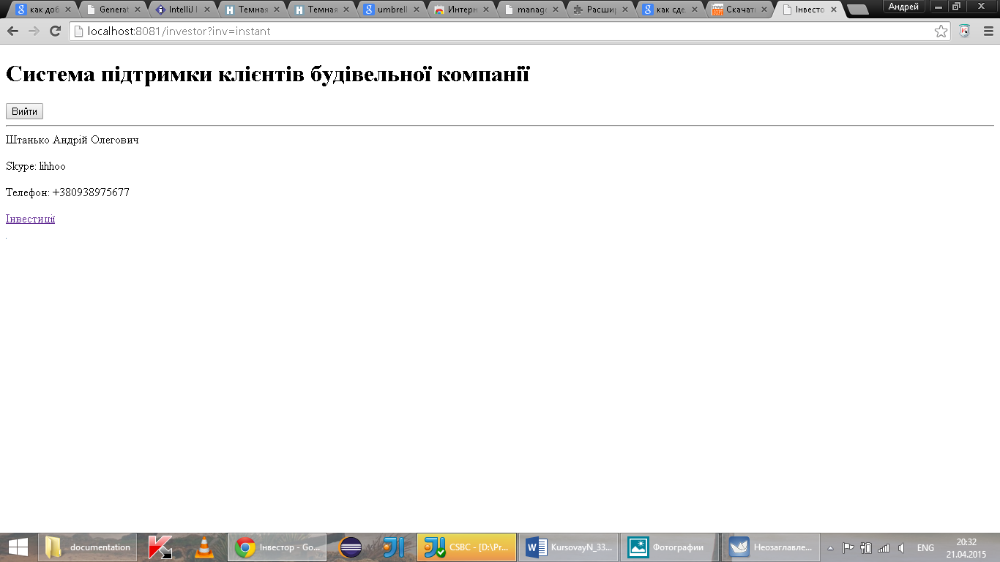 как доб
Generat
IntelliJ I
Темная
Темная
umbrell
Интерн
manage
Расшир
как сде
Скачать
Інвесто
Андрей
localhost:8081/investor?inv=instant
Система підтримки клієнтів будівельної компанії
Вийти
Штанько Андрій Олегович
Skype: lihhoo
Телефон: +380938975677
Інвестиції
.
documentation
Інвестор - Go...
CSBC - [D:\Pr...
KursovayN_33...
Фотографии
Неозаглавле...
ENG
20:32
21.04.2015